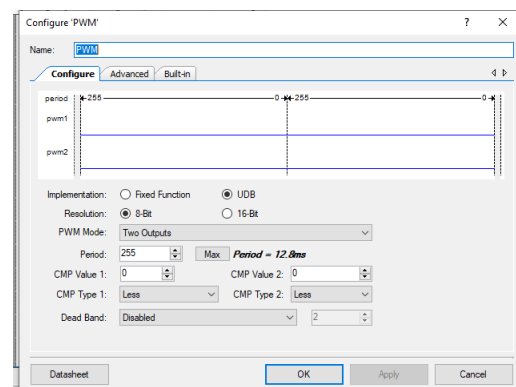 Configure 'PWM'
? ×
Name: PWM
Configure Advanced Built-in
period 255 0 255 0
pwm1
pwm2
Implementation: Fixed Function UDB
Resolution: 8-Bit 16-Bit
PWM Mode: Two Outputs
Period: 255 Max Period = 12.8ms
CMP Value 1: 0 CMP Value 2: 0
CMP Type 1: Less CMP Type 2: Less
Dead Band: Disabled 2
Datasheet OK Apply Cancel